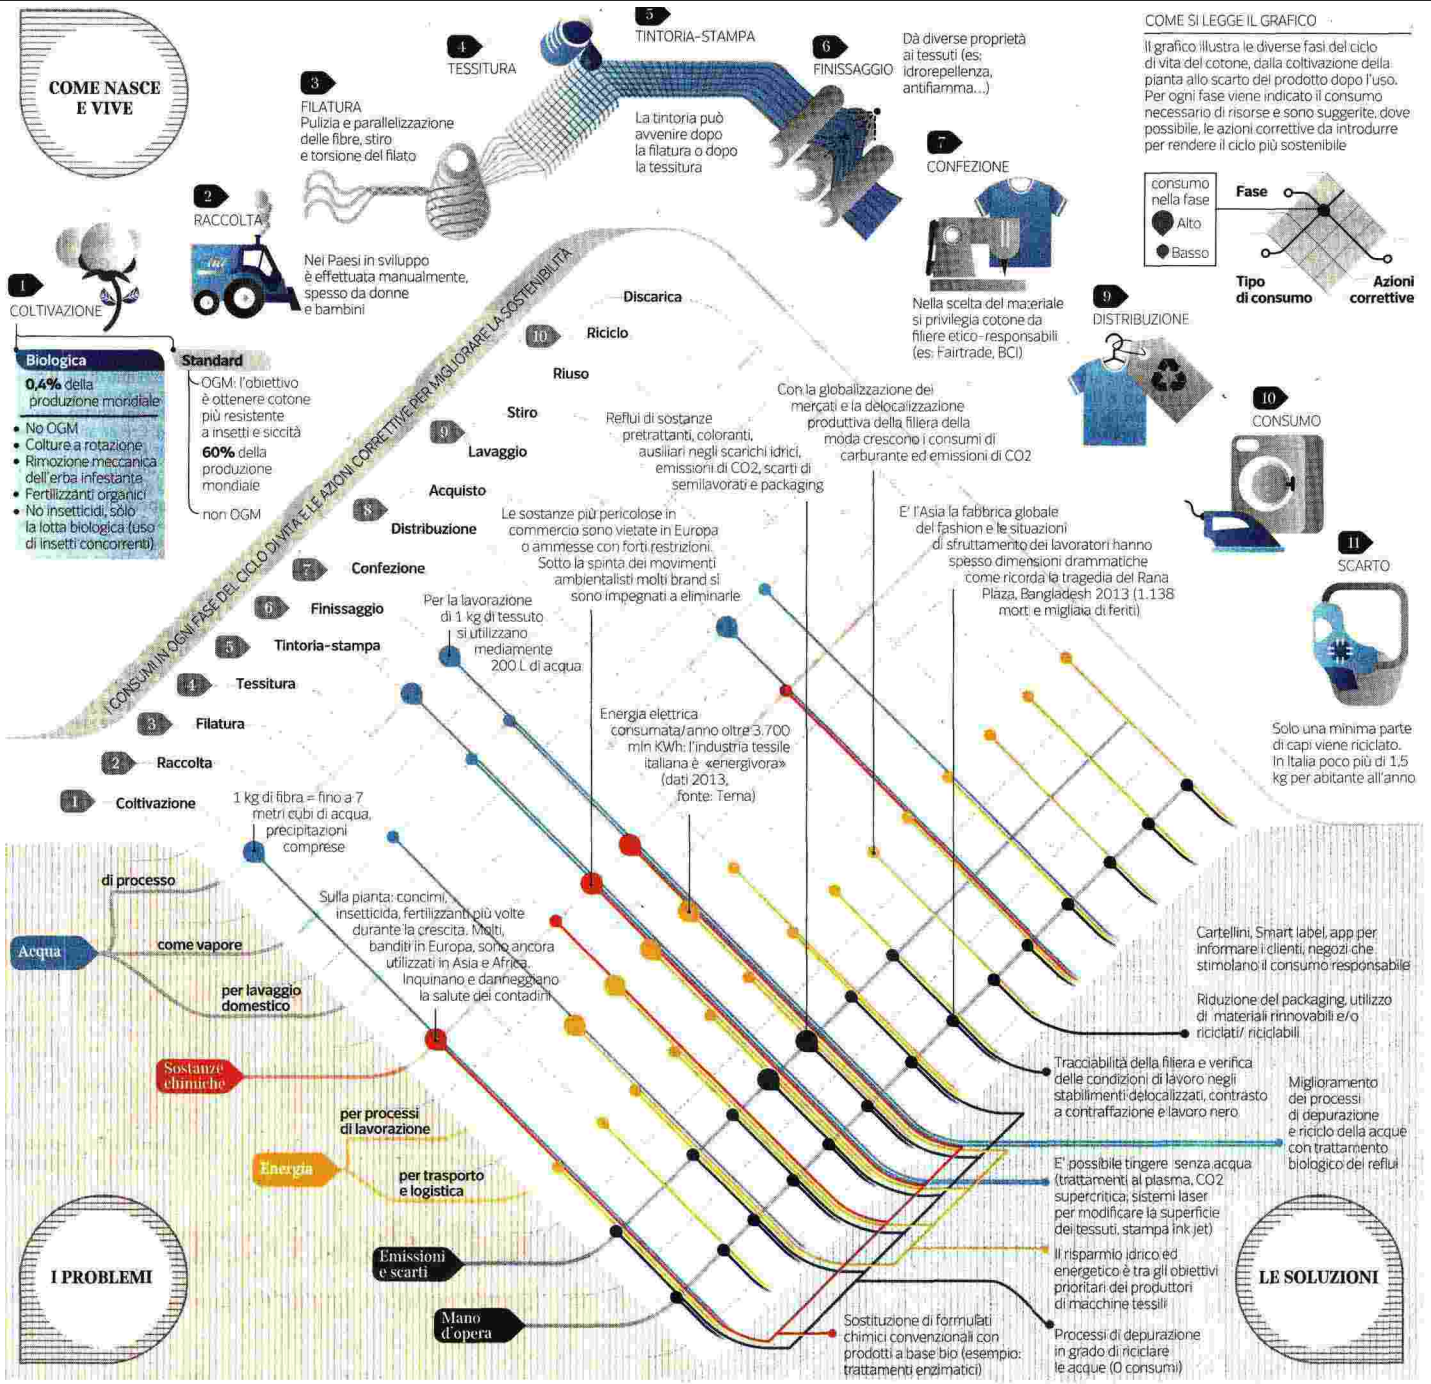 COME NASCE
E VIVE
1
COLTIVAZIONE
Biologica
0,4% della
produzione mondiale
• No OGM
• Colture a rotazione
• Rimozione meccanica
dell'erba infestante
• Fertilizzanti organici
• No insetticidi, solo
la lotta biologica (uso
di insetti concorrenti)
Standard
OGM: l'obiettivo
è ottenere cotone
più resistente
a insetti e siccità
60% della
produzione
mondiale
non OGM
2
RACCOLTA
Nei Paesi in sviluppo
è effettuata manualmente,
spesso da donne
e bambini
3
FILATURA
Pulizia e parallelizzazione
delle fibre, stiro
e torsione del filato
4
TESSITURA
5
TINTORIA-STAMPA
La tintoria può
avvenire dopo
la filatura o dopo
la tessitura
6
FINISSAGGIO
Dà diverse proprietà
ai tessuti (es:
idrorepellenza,
antifiamma...)
7
CONFEZIONE
Nella scelta del materiale
si privilegia cotone da
filiere etico-responsabili
(es: Fairtrade, BCI)
9
DISTRIBUZIONE
10
CONSUMO
11
SCARTO
Solo una minima parte
di capi viene riciclato.
In Italia poco più di 1,5
kg per abitante all'anno
COME SI LEGGE IL GRAFICO
Il grafico illustra le diverse fasi del ciclo
di vita del cotone, dalla coltivazione della
pianta allo scarto del prodotto dopo l'uso.
Per ogni fase viene indicato il consumo
necessario di risorse e sono suggerite, dove
possibile, le azioni correttive da introdurre
per rendere il ciclo più sostenibile
consumo
nella fase
Alto
Basso
Fase
Tipo
di consumo
Azioni
correttive
I CONSUMI IN OGNI FASE DEL CICLO DI VITA E LE AZIONI CORRETTIVE PER MIGLIORARE LA SOSTENIBILITÀ
Discarica
10 Riciclo
Riuso
Stiro
9 Lavaggio
Acquisto
8 Distribuzione
7 Confezione
6 Finissaggio
5 Tintoria-stampa
4 Tessitura
3 Filatura
2 Raccolta
1 Coltivazione
1 kg di fibra = fino a 7
metri cubi di acqua,
precipitazioni
comprese
Sulla pianta: concimi,
insetticida, fertilizzanti più volte
durante la crescita. Molti,
banditi in Europa, sono ancora
utilizzati in Asia e Africa.
Inquinano e danneggiano
la salute dei contadini
Per la lavorazione
di 1 kg di tessuto
si utilizzano
mediamente
200 L di acqua
Le sostanze più pericolose in
commercio sono vietate in Europa
o ammesse con forti restrizioni.
Sotto la spinta dei movimenti
ambientalisti molti brand si
sono impegnati a eliminarle
Energia elettrica
consumata/anno oltre 3.700
mln KWh: l'industria tessile
italiana è «energivora»
(dati 2013,
fonte: Terna)
Reflui di sostanze
pretrattanti, coloranti,
ausiliari negli scarichi idrici,
emissioni di CO2, scarti di
semilavorati e packaging
Con la globalizzazione dei
mercati e la delocalizzazione
produttiva della filiera della
moda crescono i consumi di
carburante ed emissioni di CO2
E' l'Asia la fabbrica globale
del fashion e le situazioni
di sfruttamento dei lavoratori hanno
spesso dimensioni drammatiche
come ricorda la tragedia del Rana
Plaza, Bangladesh 2013 (1.138
morti e migliaia di feriti)
Acqua
di processo
come vapore
per lavaggio
domestico
Sostanze
chimiche
Energia
per processi
di lavorazione
per trasporto
e logistica
Emissioni
e scarti
Mano
d'opera
I PROBLEMI
Cartellini, Smart label, app per
informare i clienti, negozi che
stimolano il consumo responsabile
Riduzione del packaging, utilizzo
di materiali rinnovabili e/o
riciclati/ riciclabili
Tracciabilità della filiera e verifica
delle condizioni di lavoro negli
stabilimenti delocalizzati, contrasto
a contraffazione e lavoro nero
Miglioramento
dei processi
di depurazione
e riciclo della acque
con trattamento
biologico dei reflui
E' possibile tingere senza acqua
(trattamenti al plasma, CO2
supercritica, sistemi laser
per modificare la superficie
dei tessuti, stampa ink jet)
Il risparmio idrico ed
energetico è tra gli obiettivi
prioritari dei produttori
di macchine tessili
Processi di depurazione
in grado di riciclare
le acque (0 consumi)
Sostituzione di formulati
chimici convenzionali con
prodotti a base bio (esempio:
trattamenti enzimatici)
LE SOLUZIONI